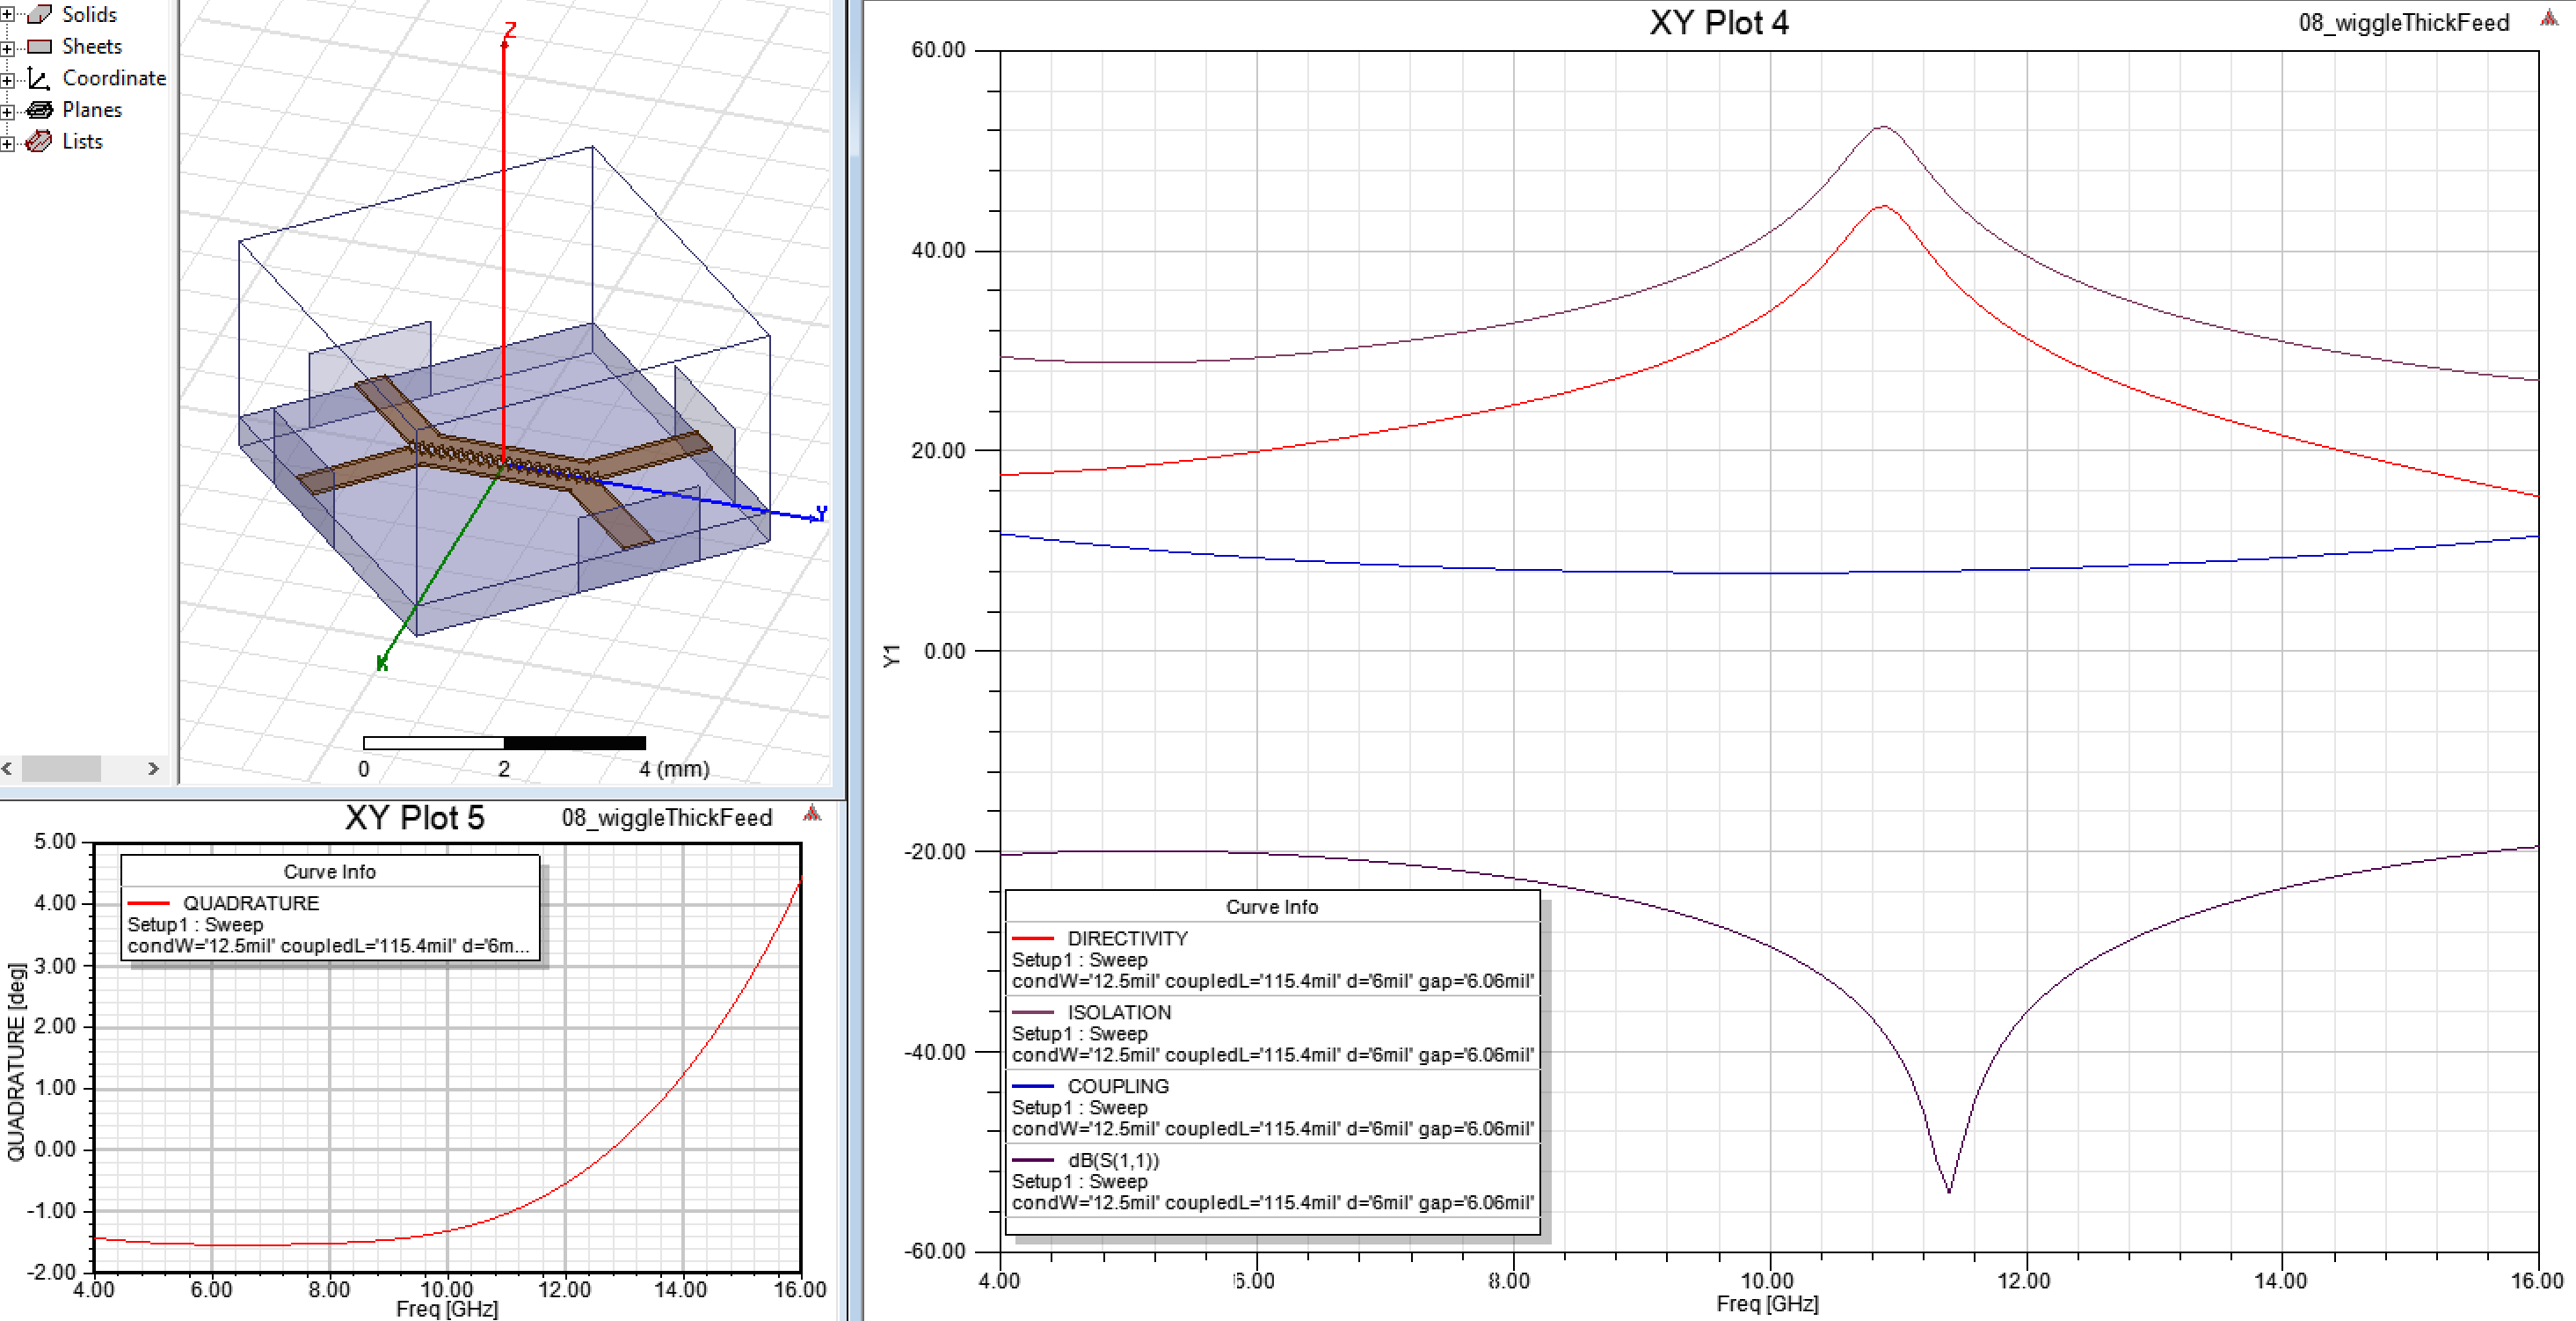 Solids
Sheets
Coordinate
Planes
Lists
Z
Y
0 2 4 (mm)
XY Plot 5
08_wiggleThickFeed
5.00
4.00
3.00
2.00
1.00
0.00
-1.00
-2.00
QUADRATURE [deg]
Curve Info
QUADRATURE
Setup1 : Sweep
condW='12.5mil' coupledL='115.4mil' d='6m...
4.00 6.00 8.00 10.00 12.00 14.00 16.00
Freq [GHz]
XY Plot 4
08_wiggleThickFeed
60.00
40.00
20.00
0.00
-20.00
-40.00
-60.00
Y1
Curve Info
DIRECTIVITY
Setup1 : Sweep
condW='12.5mil' coupledL='115.4mil' d='6mil' gap='6.06mil'
ISOLATION
Setup1 : Sweep
condW='12.5mil' coupledL='115.4mil' d='6mil' gap='6.06mil'
COUPLING
Setup1 : Sweep
condW='12.5mil' coupledL='115.4mil' d='6mil' gap='6.06mil'
dB(S(1,1))
Setup1 : Sweep
condW='12.5mil' coupledL='115.4mil' d='6mil' gap='6.06mil'
4.00 6.00 8.00 10.00 12.00 14.00 16.00
Freq [GHz]